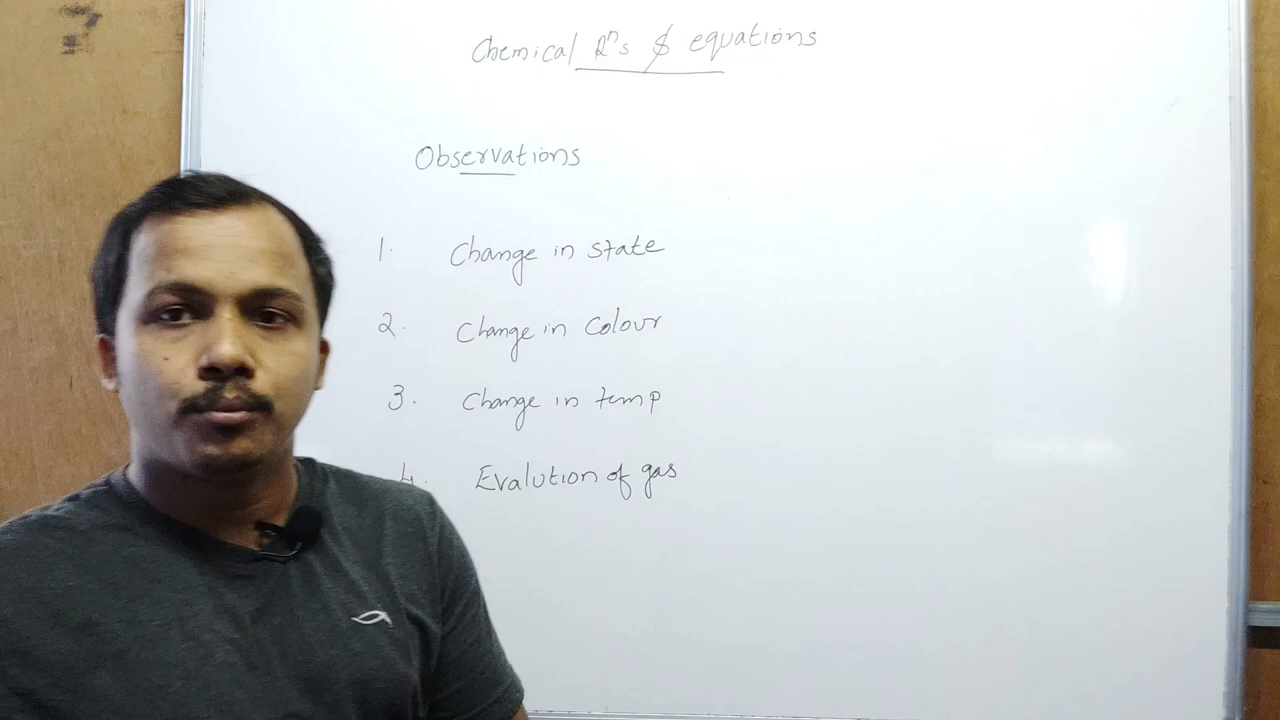 Chemical Rⁿs & equations
Observations
1. Change in state
2. Change in Colour
3. Change in temp
4. Evalution of gas